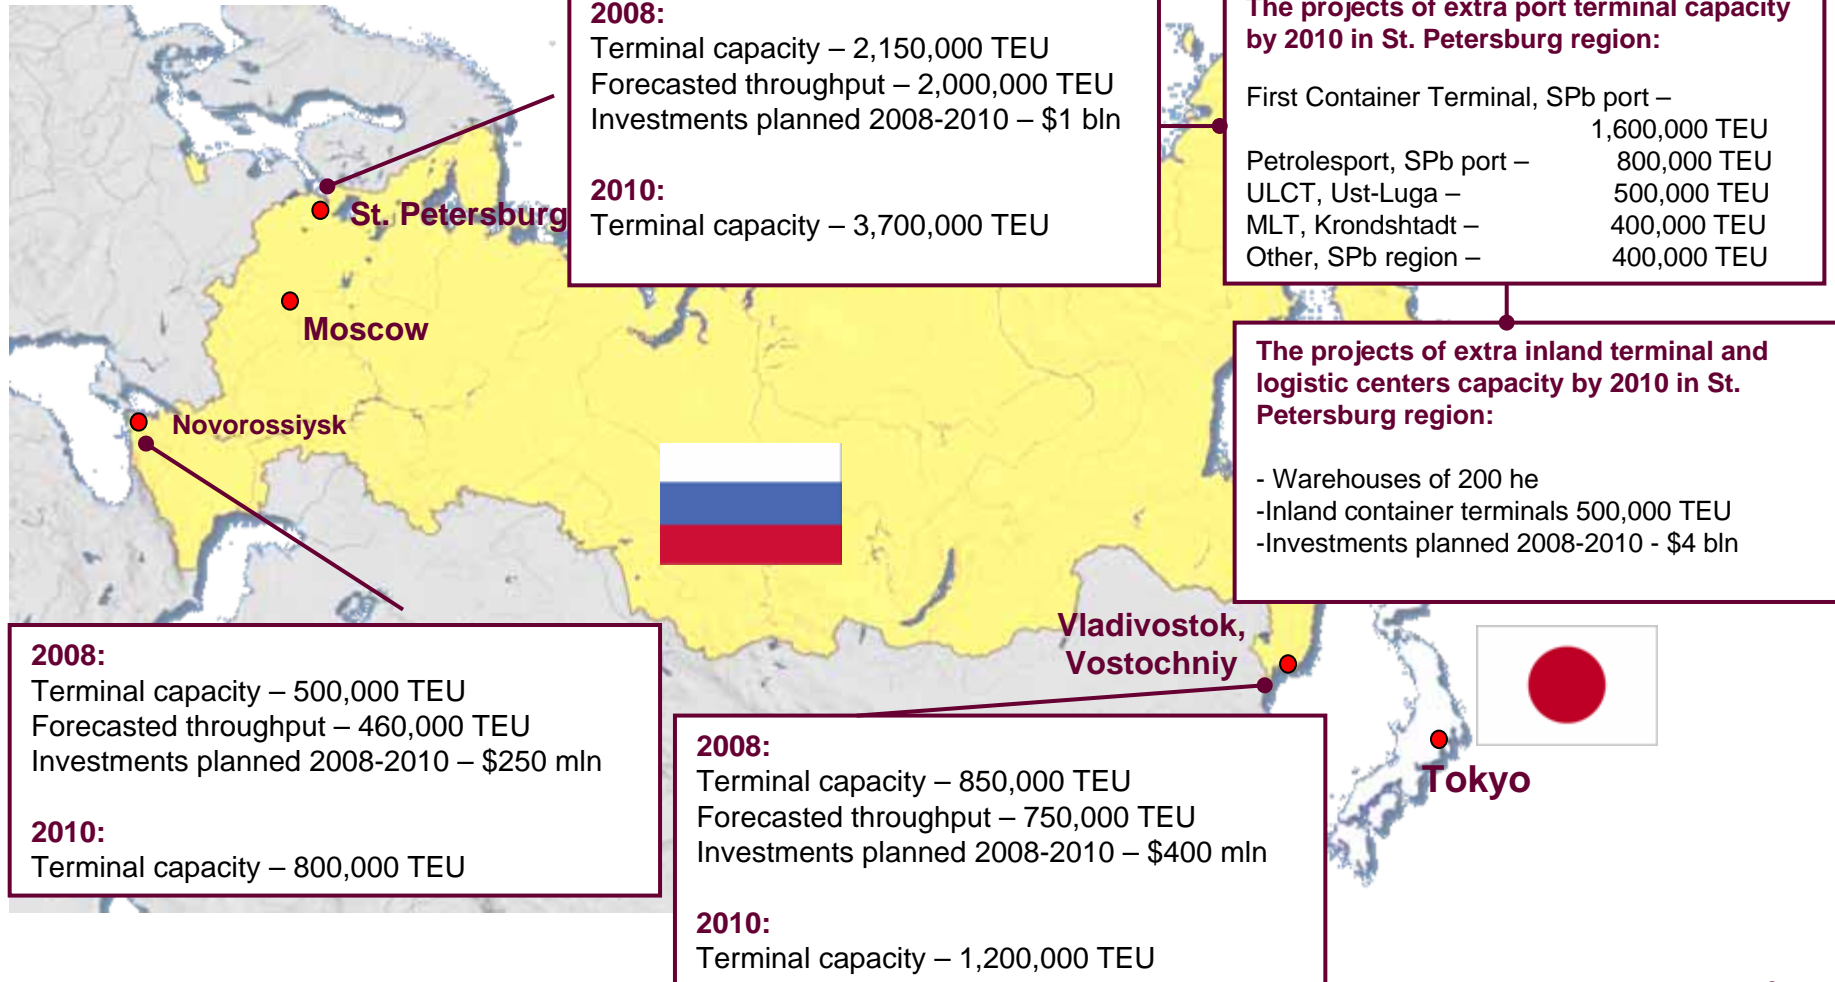 2008:
Terminal capacity – 2,150,000 TEU
Forecasted throughput – 2,000,000 TEU
Investments planned 2008-2010 – $1 bln
2010:
Terminal capacity – 3,700,000 TEU
The projects of extra port terminal capacity
by 2010 in St. Petersburg region:
First Container Terminal, SPb port –
1,600,000 TEU
Petrolesport, SPb port – 800,000 TEU
ULCT, Ust-Luga – 500,000 TEU
MLT, Krondshtadt – 400,000 TEU
Other, SPb region – 400,000 TEU
St. Petersburg
Moscow
Novorossiysk
The projects of extra inland terminal and
logistic centers capacity by 2010 in St.
Petersburg region:
- Warehouses of 200 he
-Inland container terminals 500,000 TEU
-Investments planned 2008-2010 - $4 bln
Vladivostok,
Vostochniy
Tokyo
2008:
Terminal capacity – 500,000 TEU
Forecasted throughput – 460,000 TEU
Investments planned 2008-2010 – $250 mln
2010:
Terminal capacity – 800,000 TEU
2008:
Terminal capacity – 850,000 TEU
Forecasted throughput – 750,000 TEU
Investments planned 2008-2010 – $400 mln
2010:
Terminal capacity – 1,200,000 TEU